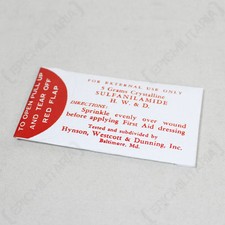 TO OPEN PULL UP
AND TEAR OFF
RED FLAP
FOR EXTERNAL USE ONLY
5 Grams Crystalline
SULFANILAMIDE
H. W. & D.
DIRECTIONS:
Sprinkle evenly over wound
before applying First Aid dressing
Tested and subdivided by
Hynson, Westcott & Dunning, Inc.
Baltimore, Md.